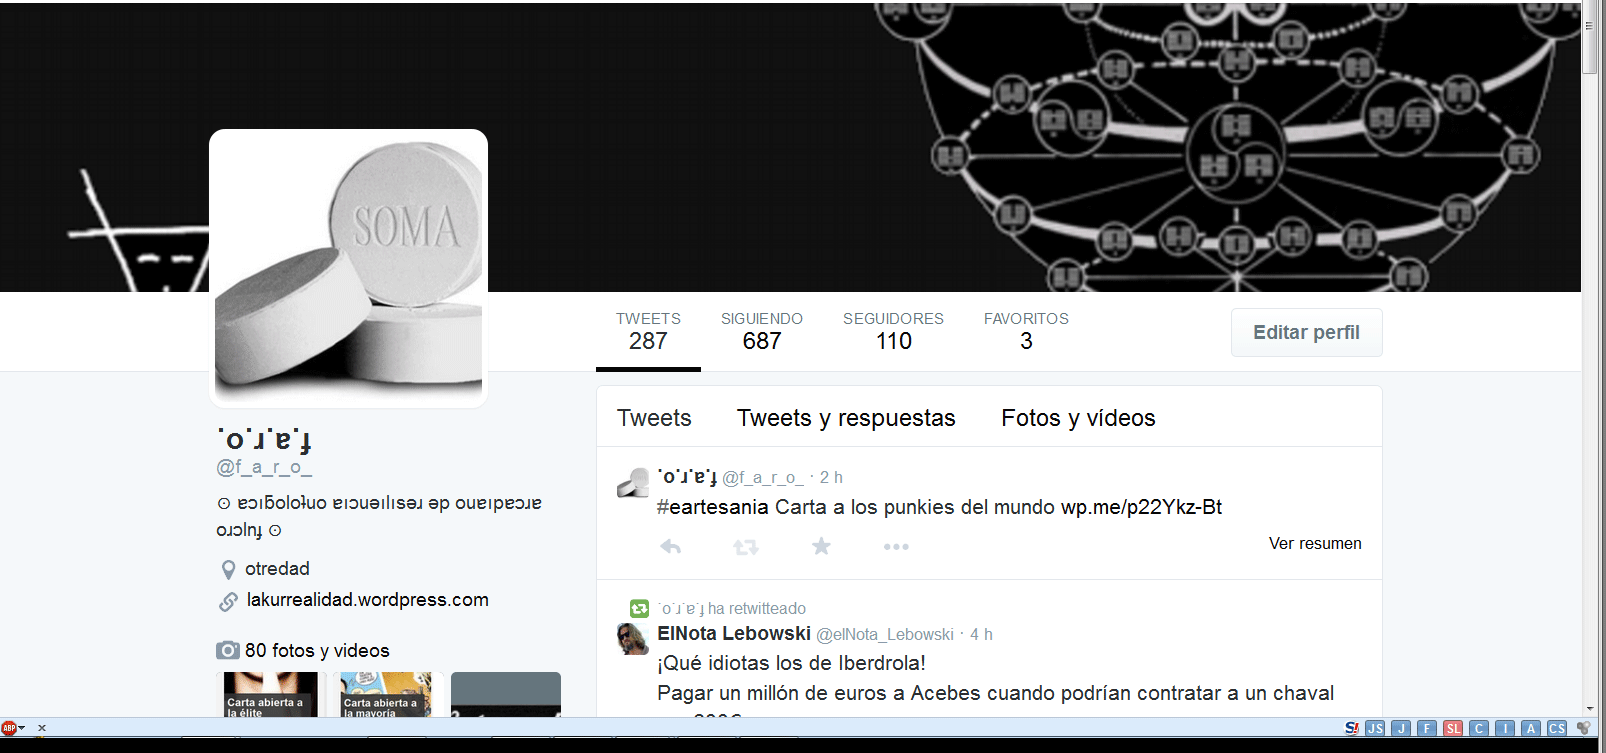 SOMA
TWEETS SIGUIENDO SEGUIDORES FAVORITOS
287 687 110 3
Editar perfil
˙o˙ɹ˙ɐ˙ɟ
@f_a_r_o_
⊙ ɐɔıƃoloʇuo ɐıɔuǝılısǝɹ ǝp ouɐıpɐɔɹɐ
oɹɔlnɟ ⊙
otredad
lakurrealidad.wordpress.com
80 fotos y videos
Carta abierta a
la élite
Carta abierta a
la mayoría
Tweets Tweets y respuestas Fotos y vídeos
˙o˙ɹ˙ɐ˙ɟ @f_a_r_o_ · 2 h
#eartesania Carta a los punkies del mundo wp.me/p22Ykz-Bt
Ver resumen
˙o˙ɹ˙ɐ˙ɟ ha retwitteado
ElNota Lebowski @elNota_Lebowski · 4 h
¡Qué idiotas los de Iberdrola!
Pagar un millón de euros a Acebes cuando podrían contratar a un chaval
ABP
S! JS J F SL C I A CS